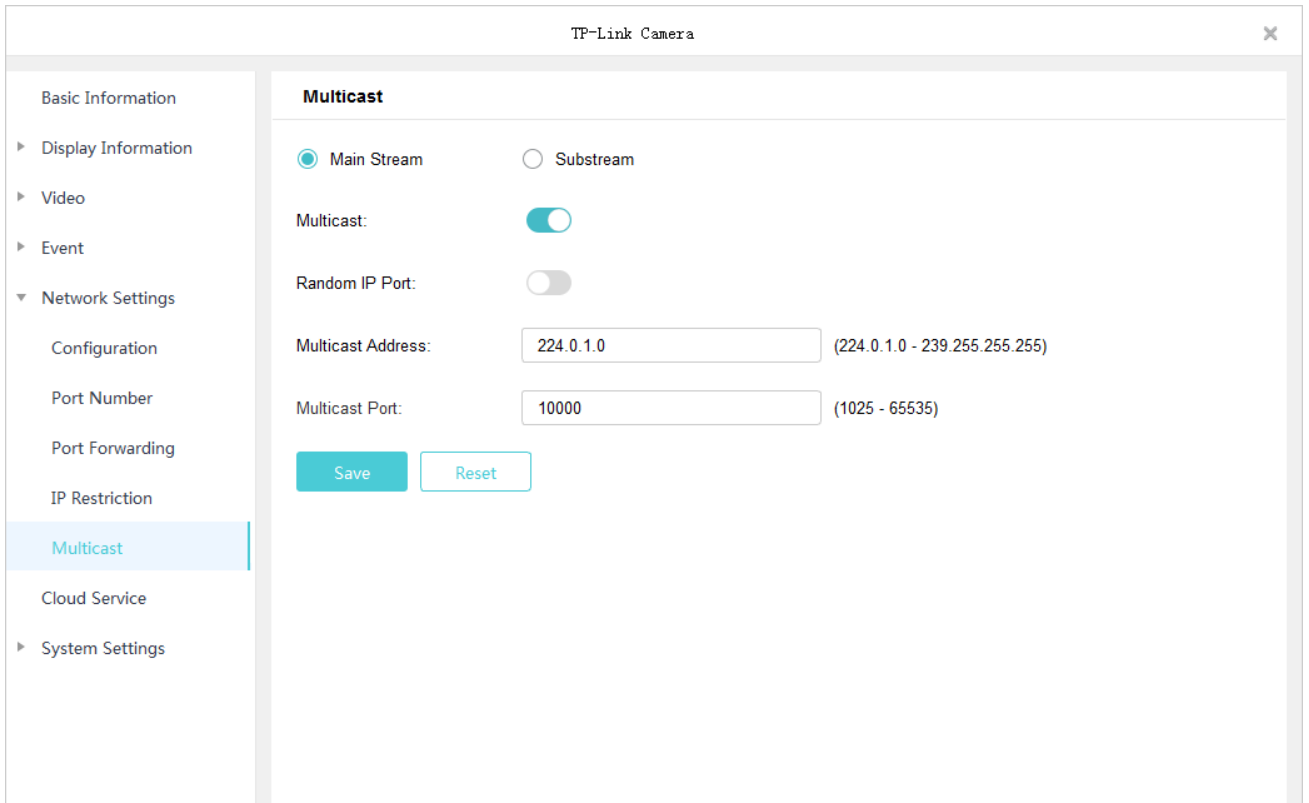 TP-Link Camera
Basic Information
Display Information
Video
Event
Network Settings
Configuration
Port Number
Port Forwarding
IP Restriction
Multicast
Cloud Service
System Settings
Multicast
Main Stream Substream
Multicast:
Random IP Port:
Multicast Address: 224.0.1.0 (224.0.1.0 - 239.255.255.255)
Multicast Port: 10000 (1025 - 65535)
Save Reset